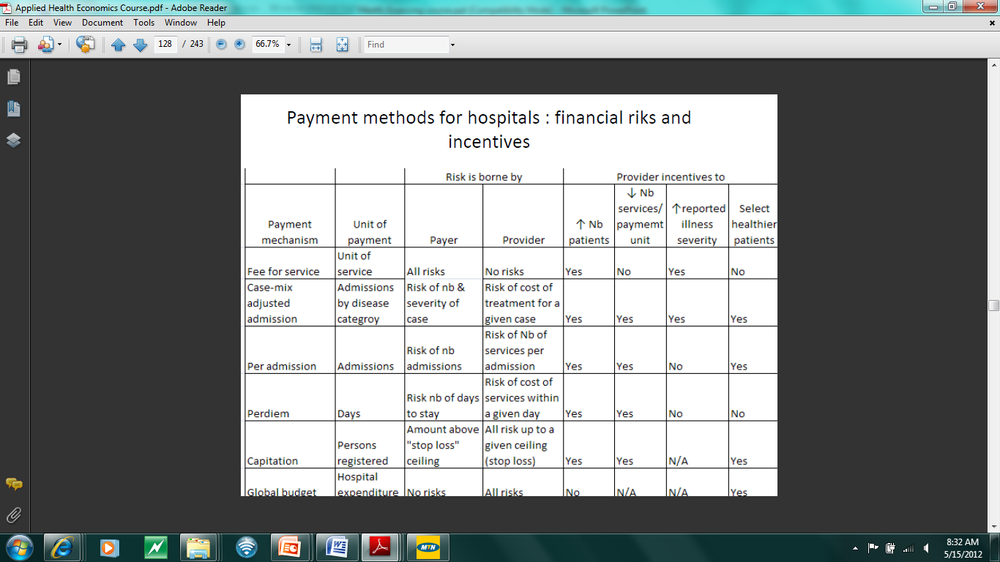 Applied Health Economics Course.pdf - Adobe Reader
File Edit View Document Tools Window Help
128 / 243 66.7% Find
Payment methods for hospitals : financial riks and
incentives
Risk is borne by Provider incentives to
Payment mechanism Unit of payment Payer Provider ↑ Nb patients ↓ Nb services/ paymemt unit ↑reported illness severity Select healthier patients
Fee for service Unit of service All risks No risks Yes No Yes No
Case-mix adjusted admission Admissions by disease categroy Risk of nb & severity of case Risk of cost of treatment for a given case Yes Yes Yes Yes
Per admission Admissions Risk of nb admissions Risk of Nb of services per admission Yes Yes No Yes
Perdiem Days Risk nb of days to stay Risk of cost of services within a given day Yes Yes No No
Capitation Persons registered Amount above "stop loss" ceiling All risk up to a given ceiling (stop loss) Yes Yes N/A Yes
Global budget Hospital expenditure No risks All risks No N/A N/A Yes
MTN
8:32 AM
5/15/2012